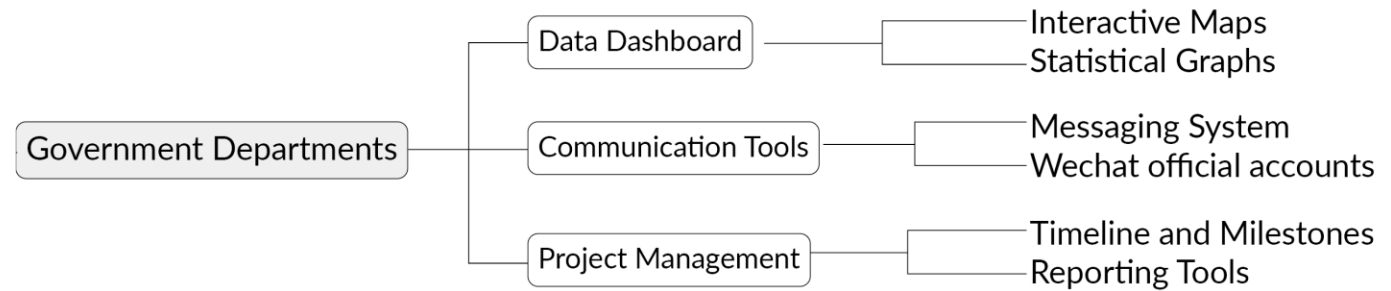 Government Departments
Data Dashboard
Interactive Maps
Statistical Graphs
Communication Tools
Messaging System
Wechat official accounts
Project Management
Timeline and Milestones
Reporting Tools